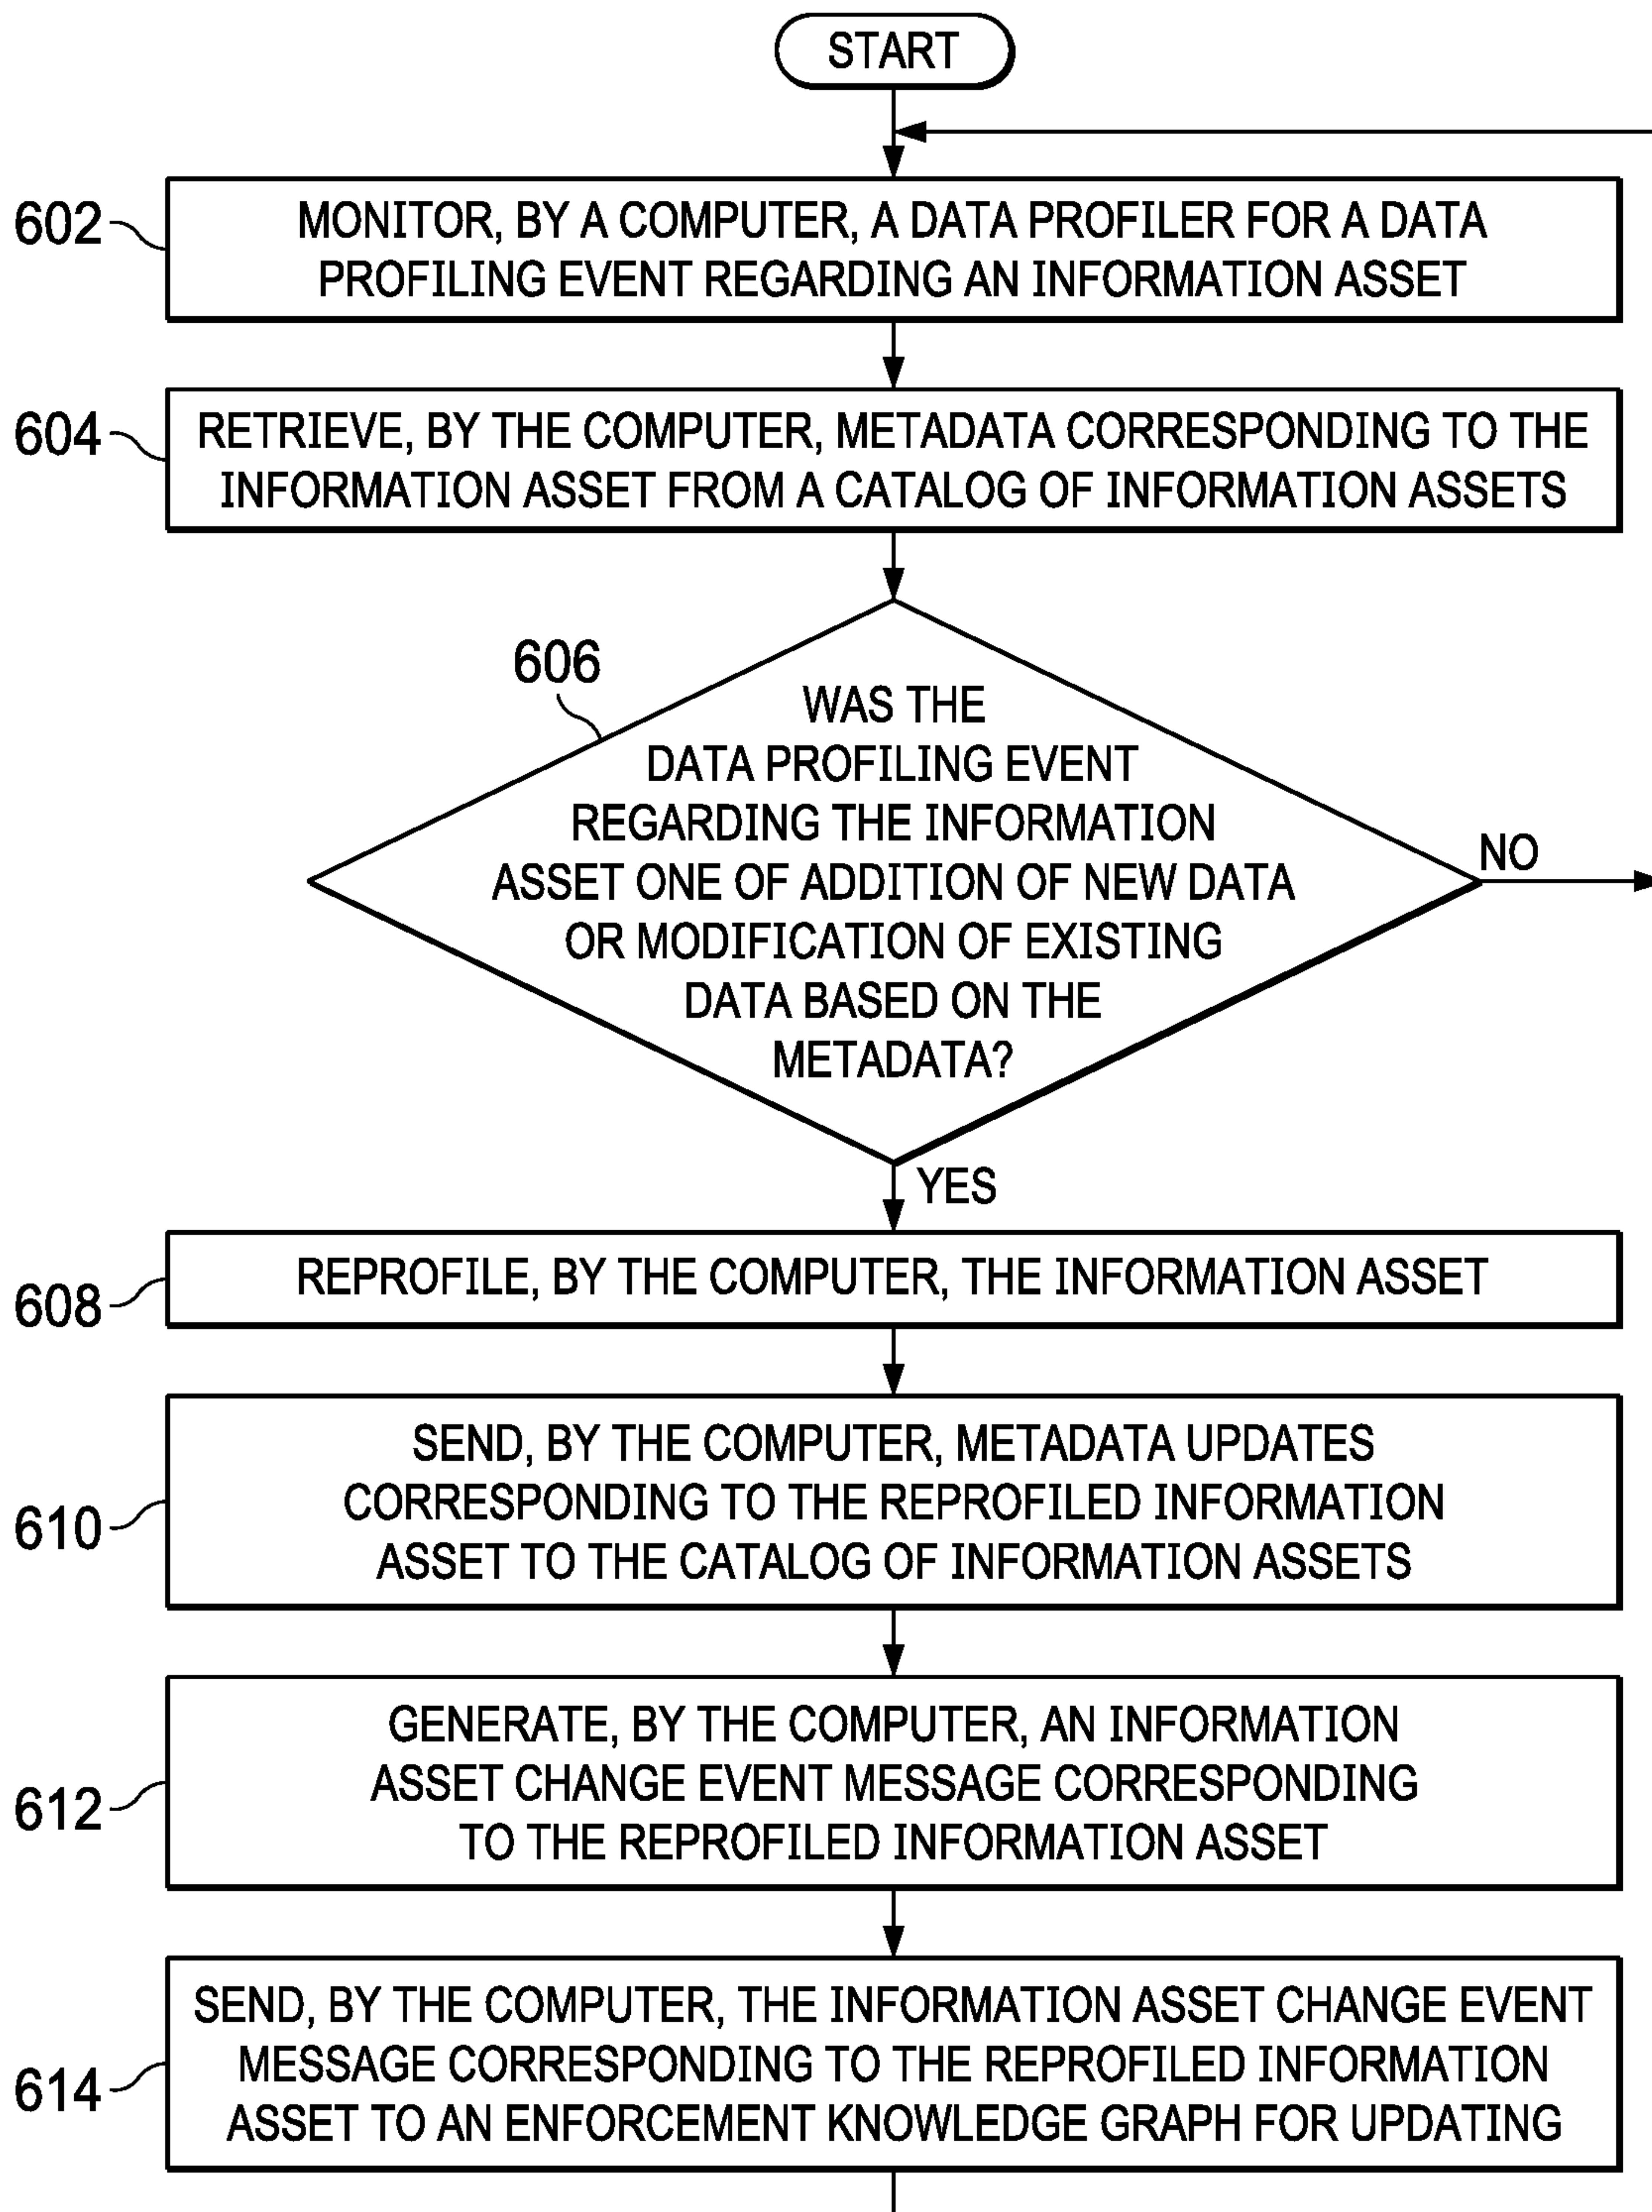 START
602
MONITOR, BY A COMPUTER, A DATA PROFILER FOR A DATA
PROFILING EVENT REGARDING AN INFORMATION ASSET
604
RETRIEVE, BY THE COMPUTER, METADATA CORRESPONDING TO THE
INFORMATION ASSET FROM A CATALOG OF INFORMATION ASSETS
606
WAS THE
DATA PROFILING EVENT
REGARDING THE INFORMATION
ASSET ONE OF ADDITION OF NEW DATA
OR MODIFICATION OF EXISTING
DATA BASED ON THE
METADATA?
NO
YES
608
REPROFILE, BY THE COMPUTER, THE INFORMATION ASSET
610
SEND, BY THE COMPUTER, METADATA UPDATES
CORRESPONDING TO THE REPROFILED INFORMATION
ASSET TO THE CATALOG OF INFORMATION ASSETS
612
GENERATE, BY THE COMPUTER, AN INFORMATION
ASSET CHANGE EVENT MESSAGE CORRESPONDING
TO THE REPROFILED INFORMATION ASSET
614
SEND, BY THE COMPUTER, THE INFORMATION ASSET CHANGE EVENT
MESSAGE CORRESPONDING TO THE REPROFILED INFORMATION
ASSET TO AN ENFORCEMENT KNOWLEDGE GRAPH FOR UPDATING